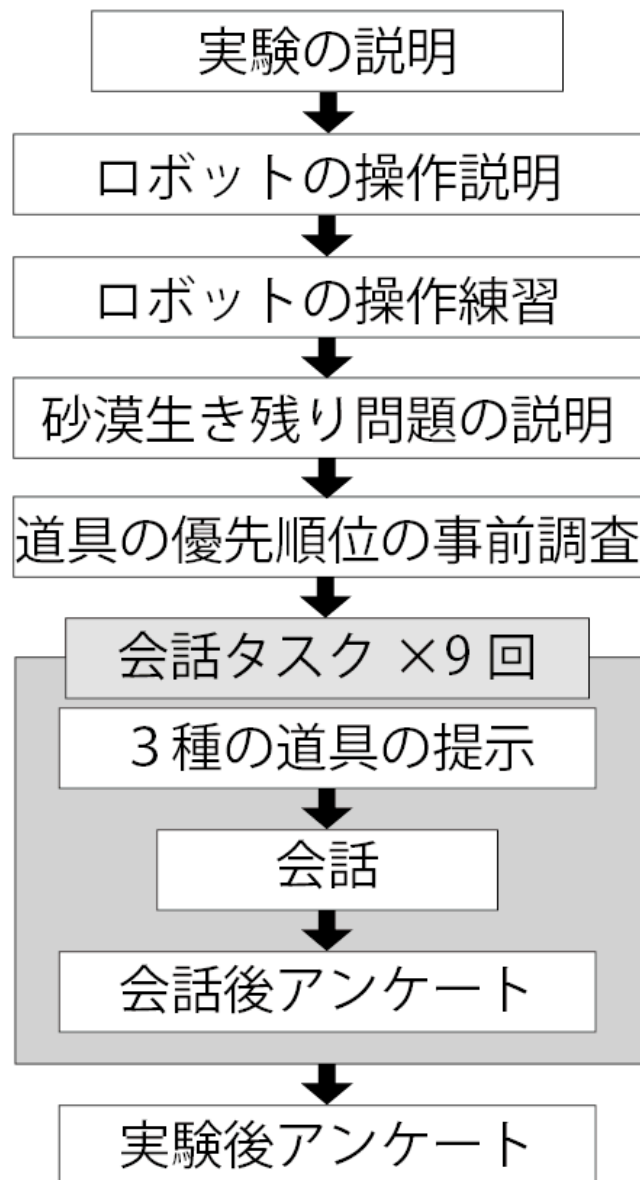 実験の説明
ロボットの操作説明
ロボットの操作練習
砂漠生き残り問題の説明
道具の優先順位の事前調査
会話タスク ×9 回
３種の道具の提示
会話
会話後アンケート
実験後アンケート